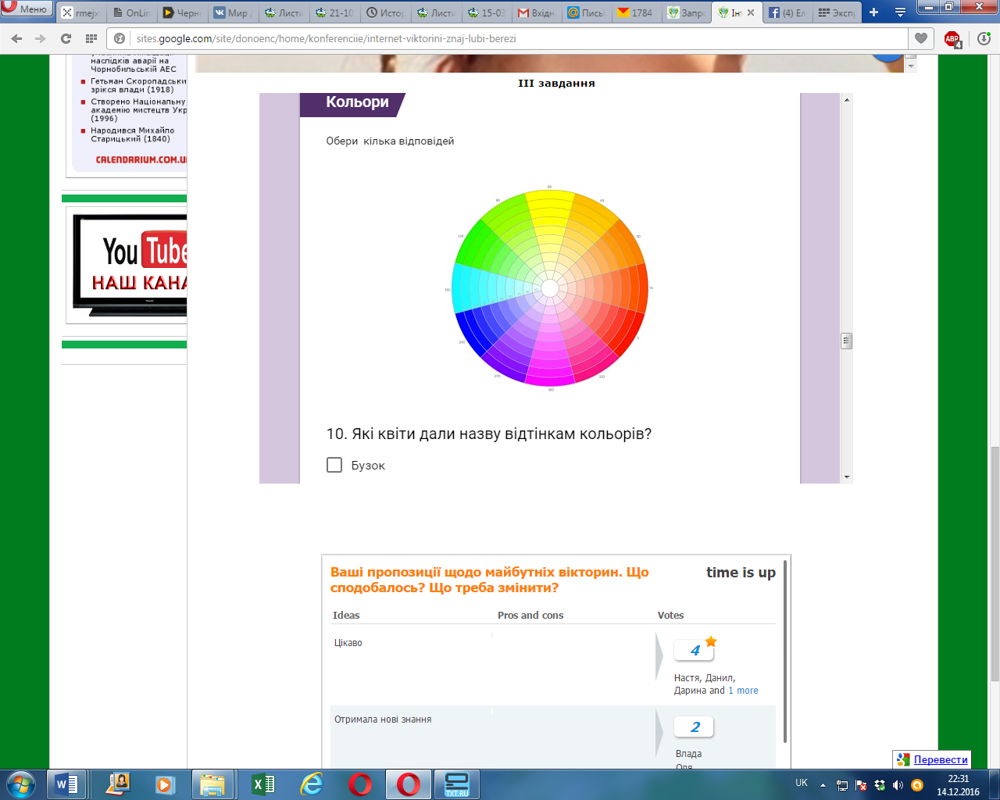 Меню
rmejx
OnLin
Черн
Мир
Листи
21-10
Истор
Листи
15-03
Вхідн
Письм
1784
Запро
Інт
(4) Ел
Экспр
sites.google.com/site/donoenc/home/konferenciie/internet-viktorini-znaj-lubi-berezi
ABP
4
наслідків аварії на
Чорнобильській АЕС
Гетьман Скоропадськи
зрікся влади (1918)
Створено Національну
академію мистецтв Укр
(1996)
Народився Михайло
Старицький (1840)
CALENDARIUM.COM.U
You Tube
НАШ КАНА
III завдання
Кольори
Обери кілька відповідей
60
90
45
120
30
180
15
240
0
270
330
300
10. Які квіти дали назву відтінкам кольорів?
Бузок
Ваші пропозиції щодо майбутніх вікторин. Що
сподобалось? Що треба змінити?
time is up
Ideas
Pros and cons
Votes
Цікаво
4
Настя, Данил,
Дарина and 1 more
Отримала нові знання
2
Влада
Оля
Перевести
TXT.RU
UK
22:31
14.12.2016